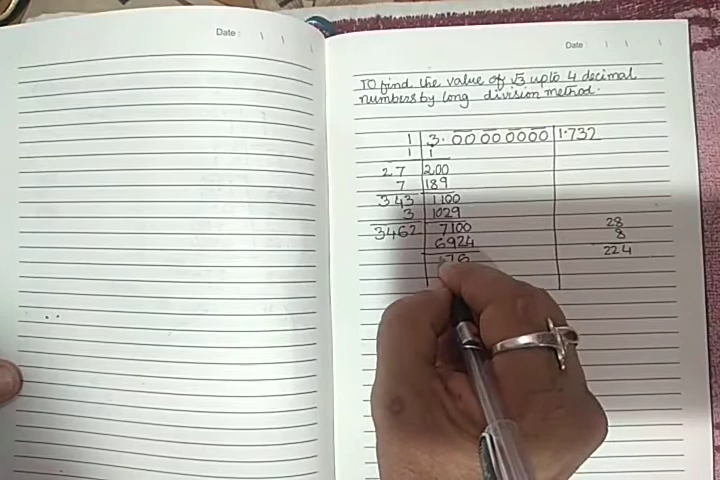 Date :
Date :
TO find the value of √3 upto 4 decimal
numbers by long division method.
1 3. 00 00 00 00 1.732
1 1
27 200
7 189
343 1100
3 1029
3462 7100
6924
176
28
8
224